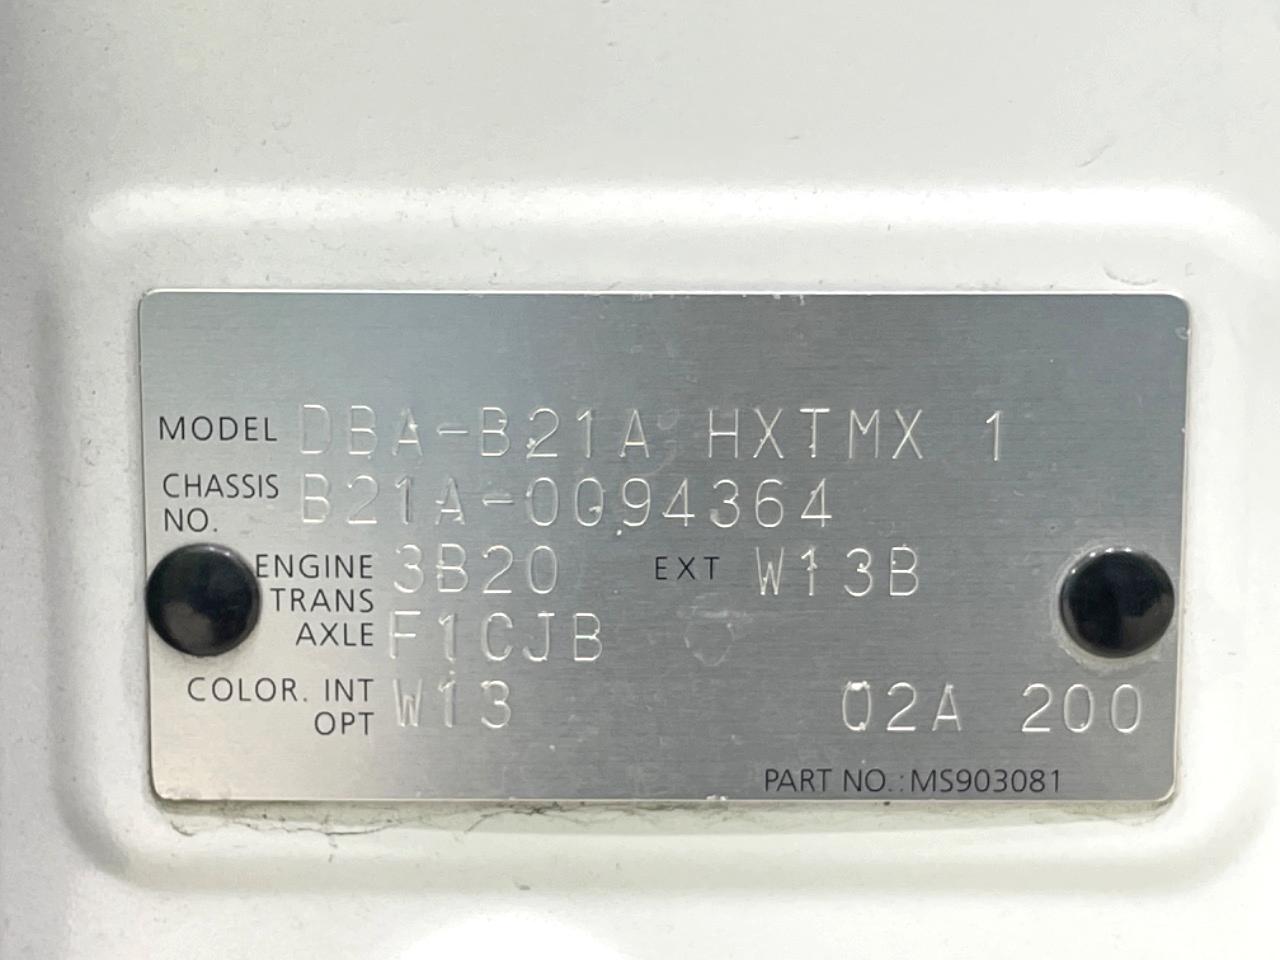 MODEL DBA-B21A HXTMX 1
CHASSIS NO. B21A-0094364
ENGINE 3B20 EXT W13B
TRANS AXLE F1CJB
COLOR. INT OPT W13 02A 200
PART NO.: MS903081